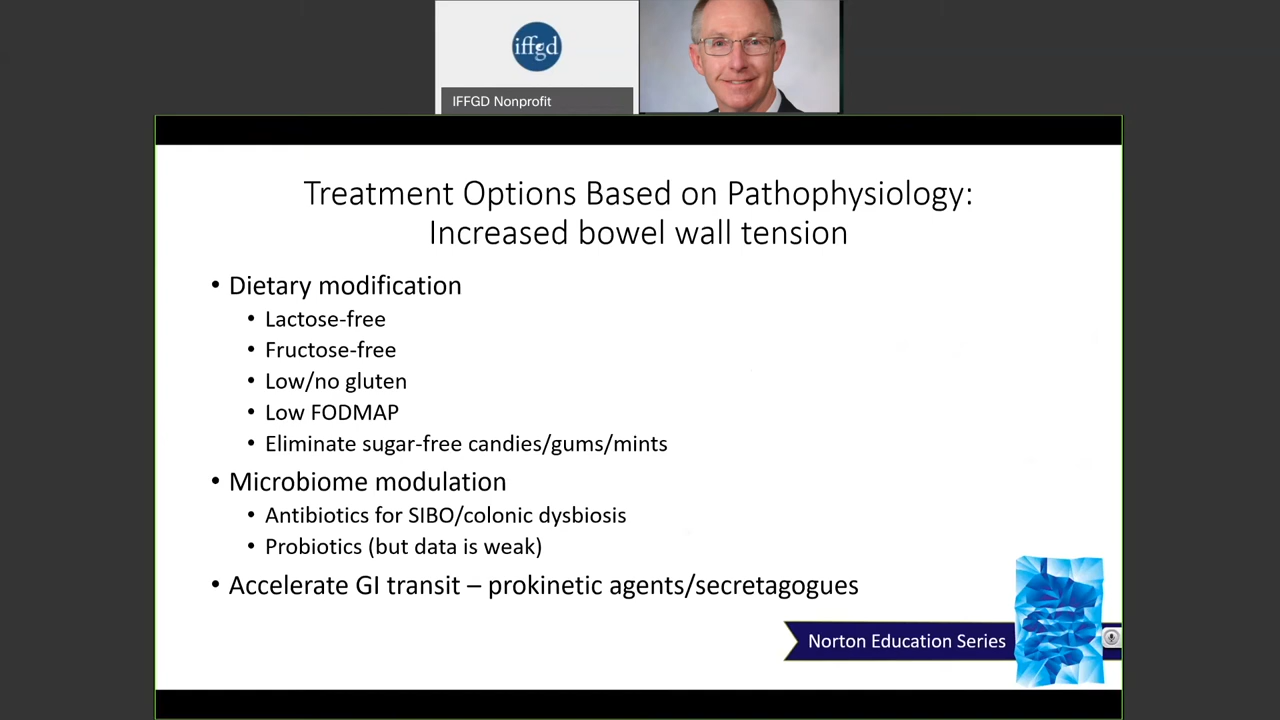 iffgd
IFFGD Nonprofit
Treatment Options Based on Pathophysiology:
Increased bowel wall tension
• Dietary modification
• Lactose-free
• Fructose-free
• Low/no gluten
• Low FODMAP
• Eliminate sugar-free candies/gums/mints
• Microbiome modulation
• Antibiotics for SIBO/colonic dysbiosis
• Probiotics (but data is weak)
• Accelerate GI transit – prokinetic agents/secretagogues
Norton Education Series